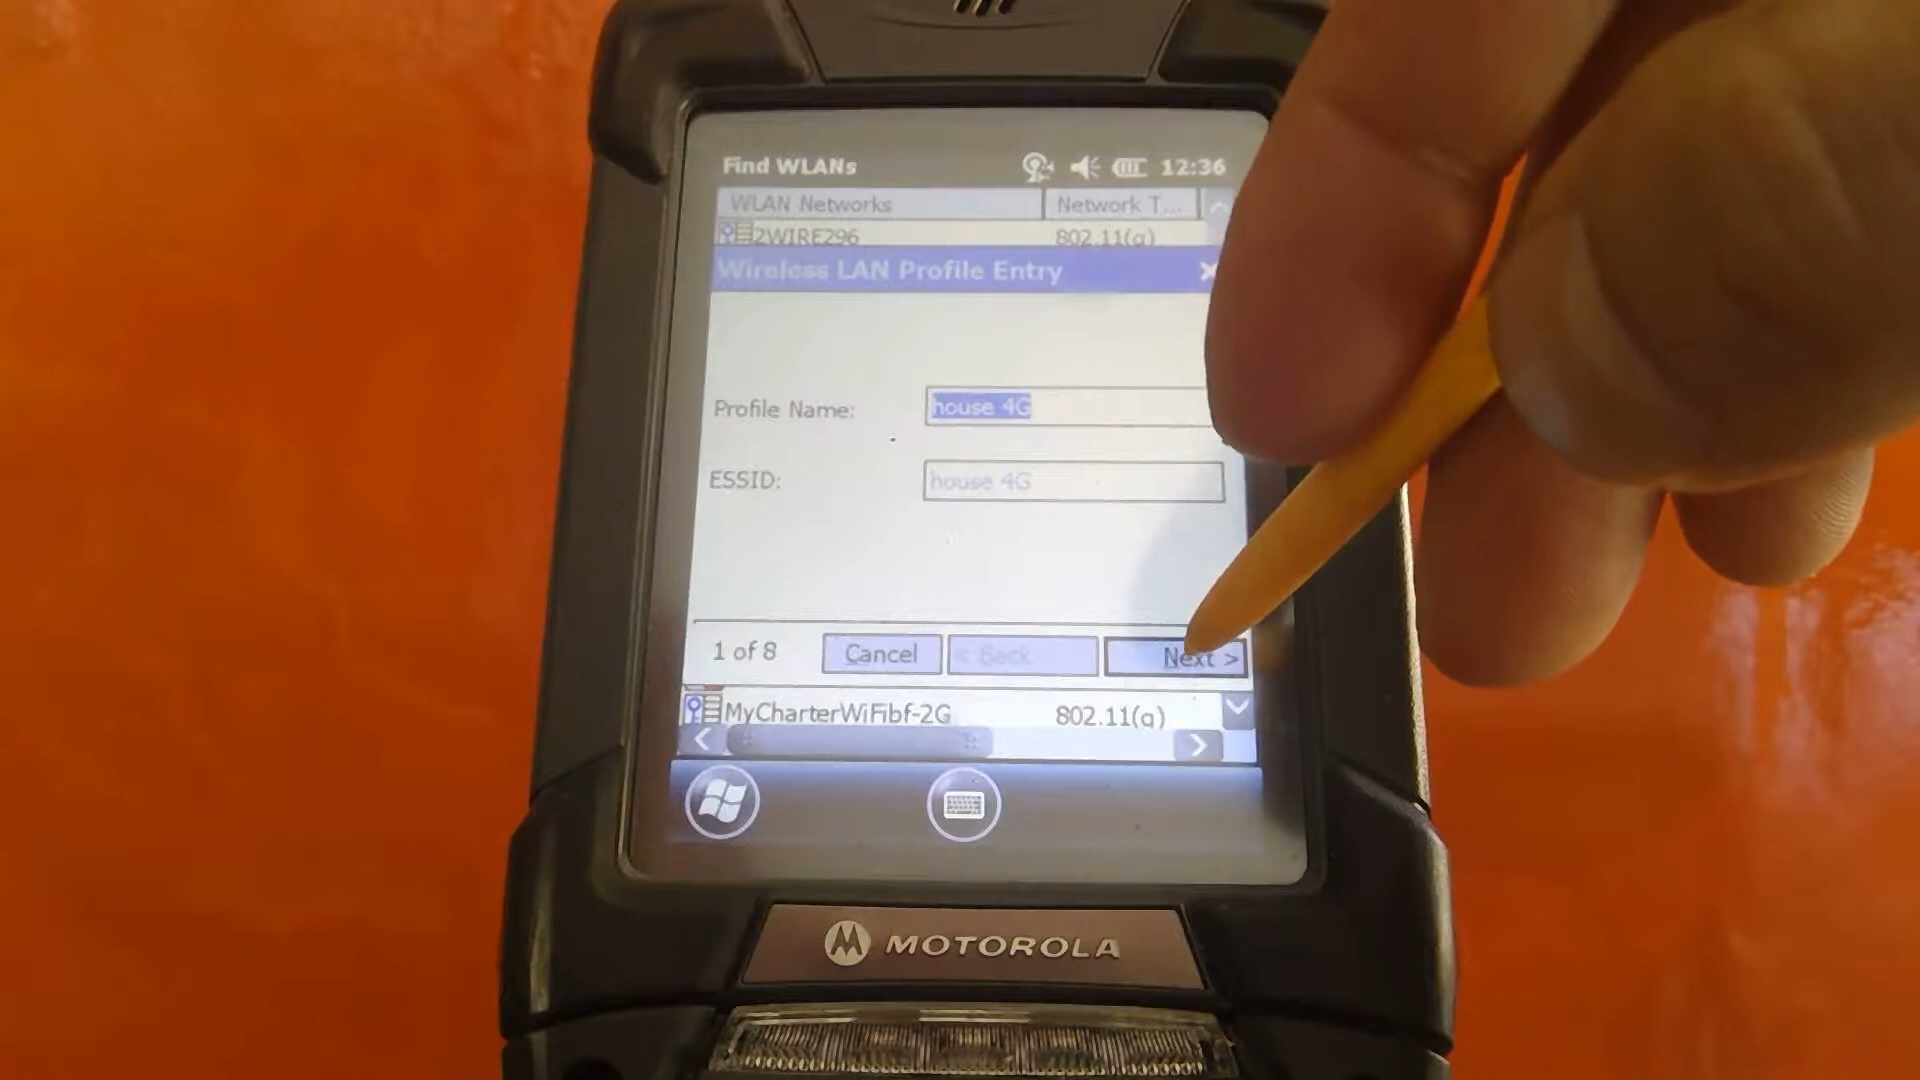 Find WLANs 12:36
WLAN Networks Network T...
2WIRE296 802.11(g)
Wireless LAN Profile Entry
Profile Name: house 4G
ESSID: house 4G
1 of 8 Cancel < Back Next >
MyCharterWiFibf-2G 802.11(g)
MOTOROLA